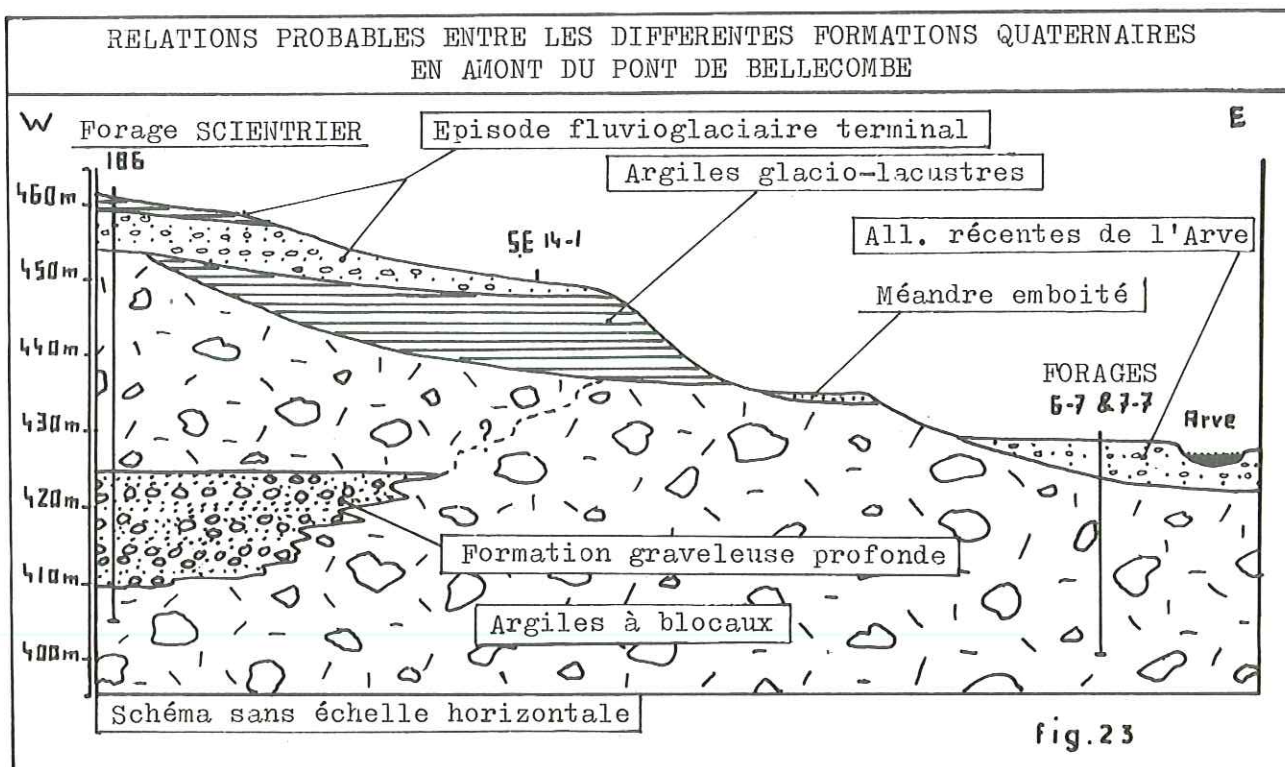 RELATIONS PROBABLES ENTRE LES DIFFERENTES FORMATIONS QUATERNAIRES
EN AMONT DU PONT DE BELLECOMBE
W
Forage SCIENTRIER
Episode fluvioglaciaire terminal
E
186
460m
Argiles glacio-lacustres
SE 14-1
All. récentes de l'Arve
450m
Méandre emboité
440m
FORAGES
6-7 & 7-7
Arve
430m
?
420m
Formation graveleuse profonde
410m
Argiles à blocaux
400m
Schéma sans échelle horizontale
fig.23